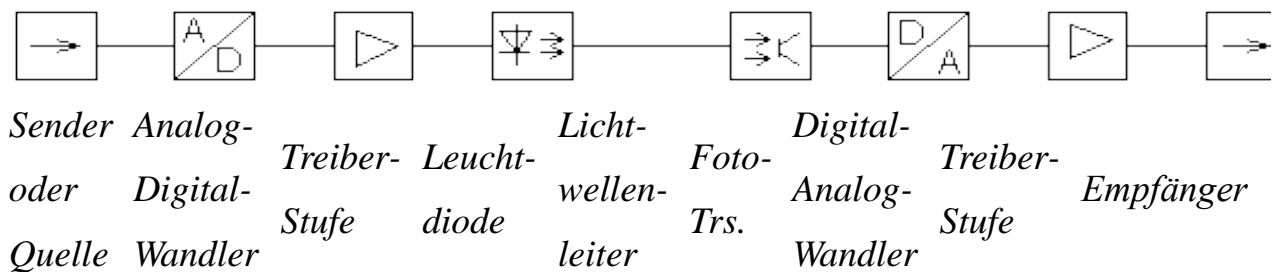 A D D A
Sender oder Quelle
Analog-Digital-Wandler
Treiber-Stufe
Leucht-diode
Licht-wellen-leiter
Foto-Trs.
Digital-Analog-Wandler
Treiber-Stufe
Empfänger